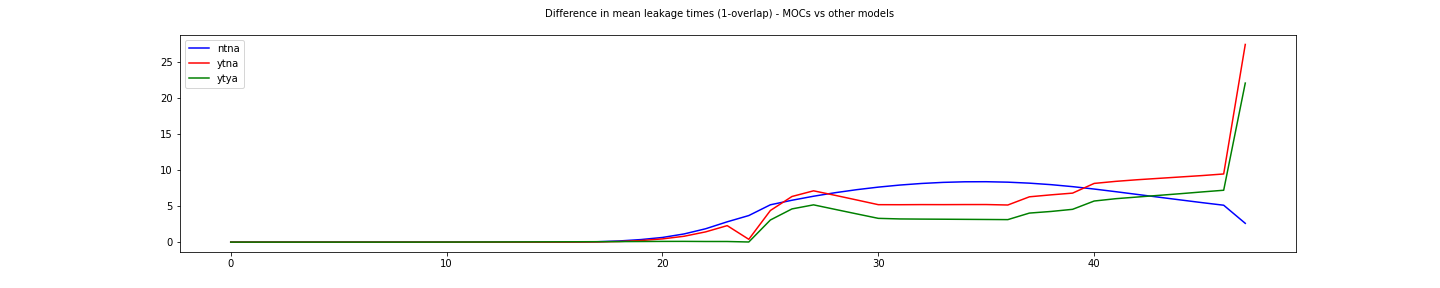 Difference in mean leakage times (1-overlap) - MOCs vs other models
ntna
ytna
ytya
25
20
15
10
5
0
0 10 20 30 40